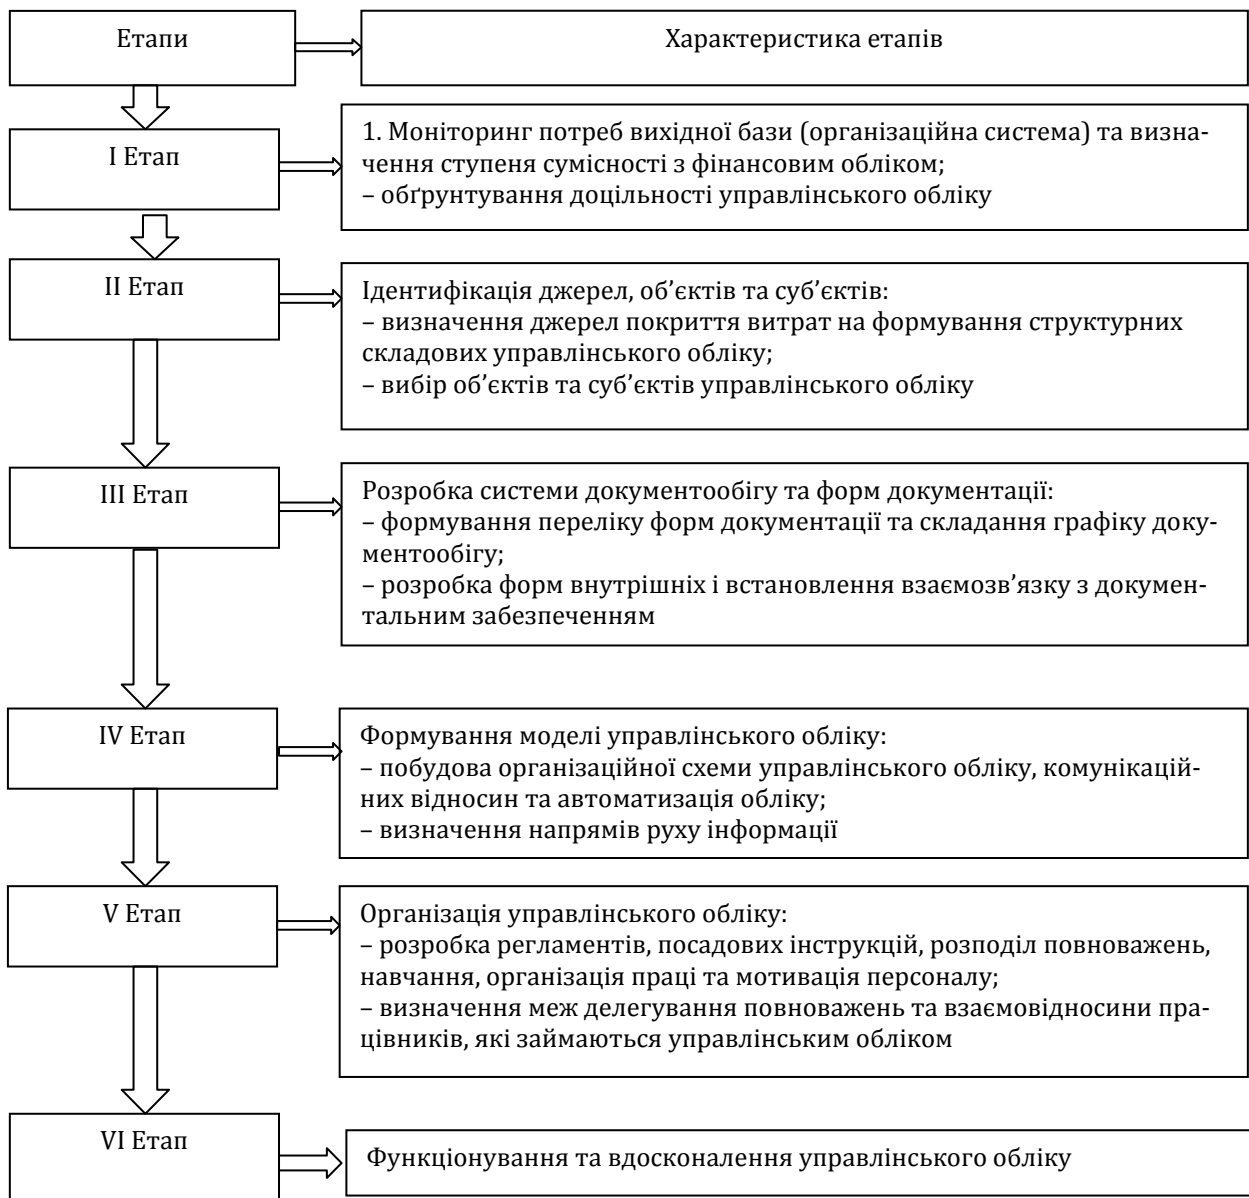 Етапи
Характеристика етапів
І Етап
1. Моніторинг потреб вихідної бази (організаційна система) та визна-
чення ступеня сумісності з фінансовим обліком;
– обґрунтування доцільності управлінського обліку
ІІ Етап
Ідентифікація джерел, об’єктів та суб’єктів:
– визначення джерел покриття витрат на формування структурних
складових управлінського обліку;
– вибір об’єктів та суб’єктів управлінського обліку
ІІІ Етап
Розробка системи документообігу та форм документації:
– формування переліку форм документації та складання графіку доку-
ментообігу;
– розробка форм внутрішніх і встановлення взаємозв’язку з докумен-
тальним забезпеченням
IV Етап
Формування моделі управлінського обліку:
– побудова організаційної схеми управлінського обліку, комунікацій-
них відносин та автоматизація обліку;
– визначення напрямів руху інформації
V Етап
Організація управлінського обліку:
– розробка регламентів, посадових інструкцій, розподіл повноважень,
навчання, організація праці та мотивація персоналу;
– визначення меж делегування повноважень та взаємовідносини пра-
цівників, які займаються управлінським обліком
VI Етап
Функціонування та вдосконалення управлінського обліку